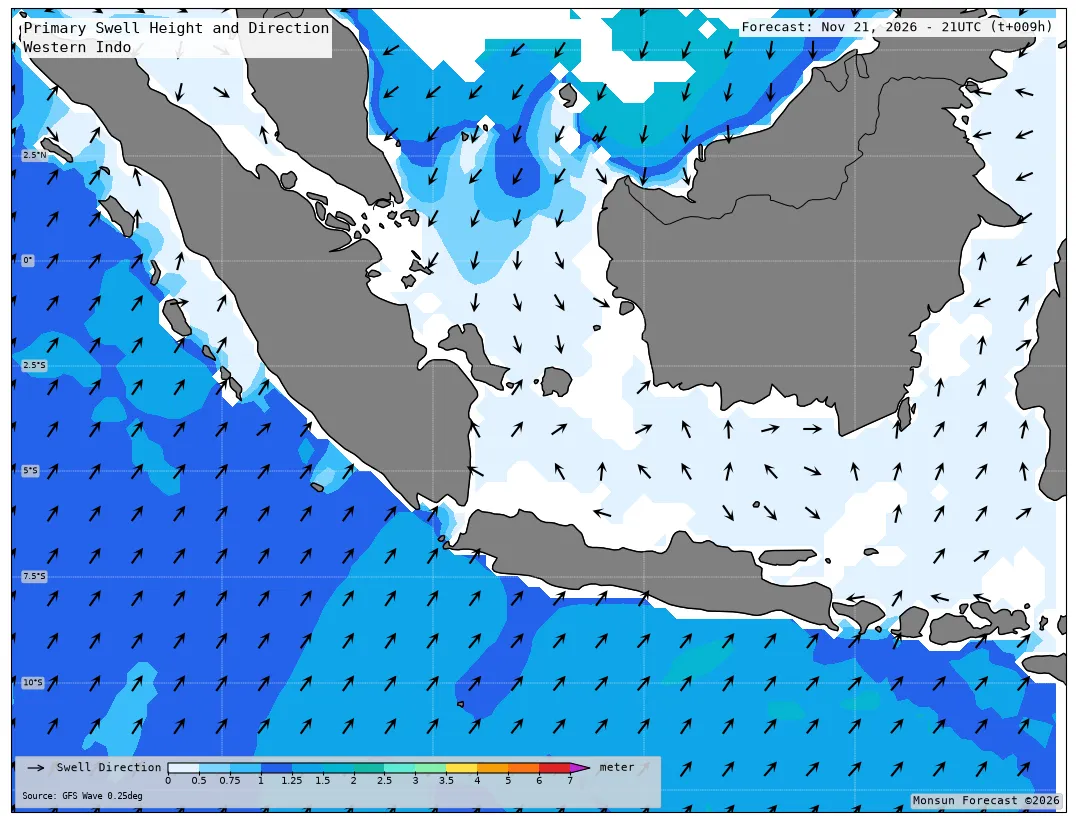 Primary Swell Height and Direction
Western Indo
Forecast: Nov 21, 2026 - 21UTC (t+009h)
2.5°N
0°
2.5°S
5°S
7.5°S
10°S
Swell Direction
meter
0 0.5 0.75 1 1.25 1.5 2 2.5 3 3.5 4 5 6 7
Source: GFS Wave 0.25deg
Monsun Forecast ©2026